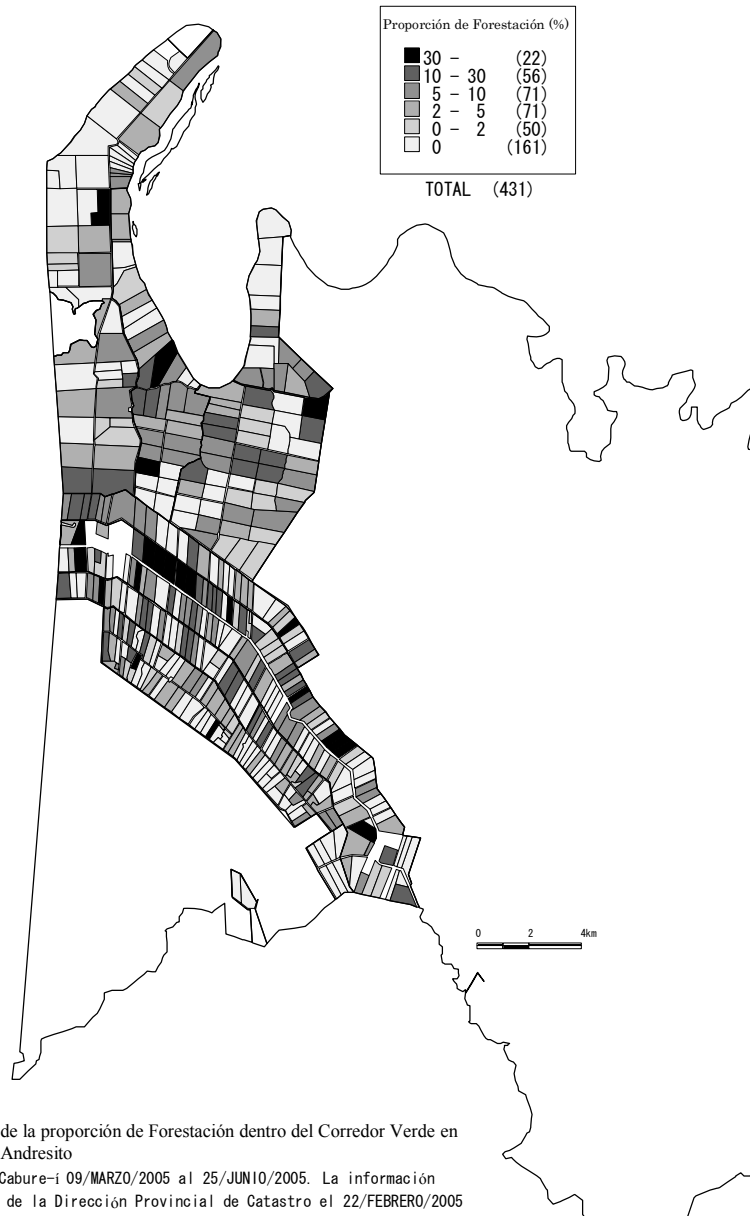 Proporción de Forestación (%)
30 - (22)
10 - 30 (56)
5 - 10 (71)
2 - 5 (71)
0 - 2 (50)
0 (161)
TOTAL (431)
0 2 4km
de la proporción de Forestación dentro del Corredor Verde en
Andresito
Cabure-í 09/MARZO/2005 al 25/JUNIO/2005. La información
de la Dirección Provincial de Catastro el 22/FEBRERO/2005